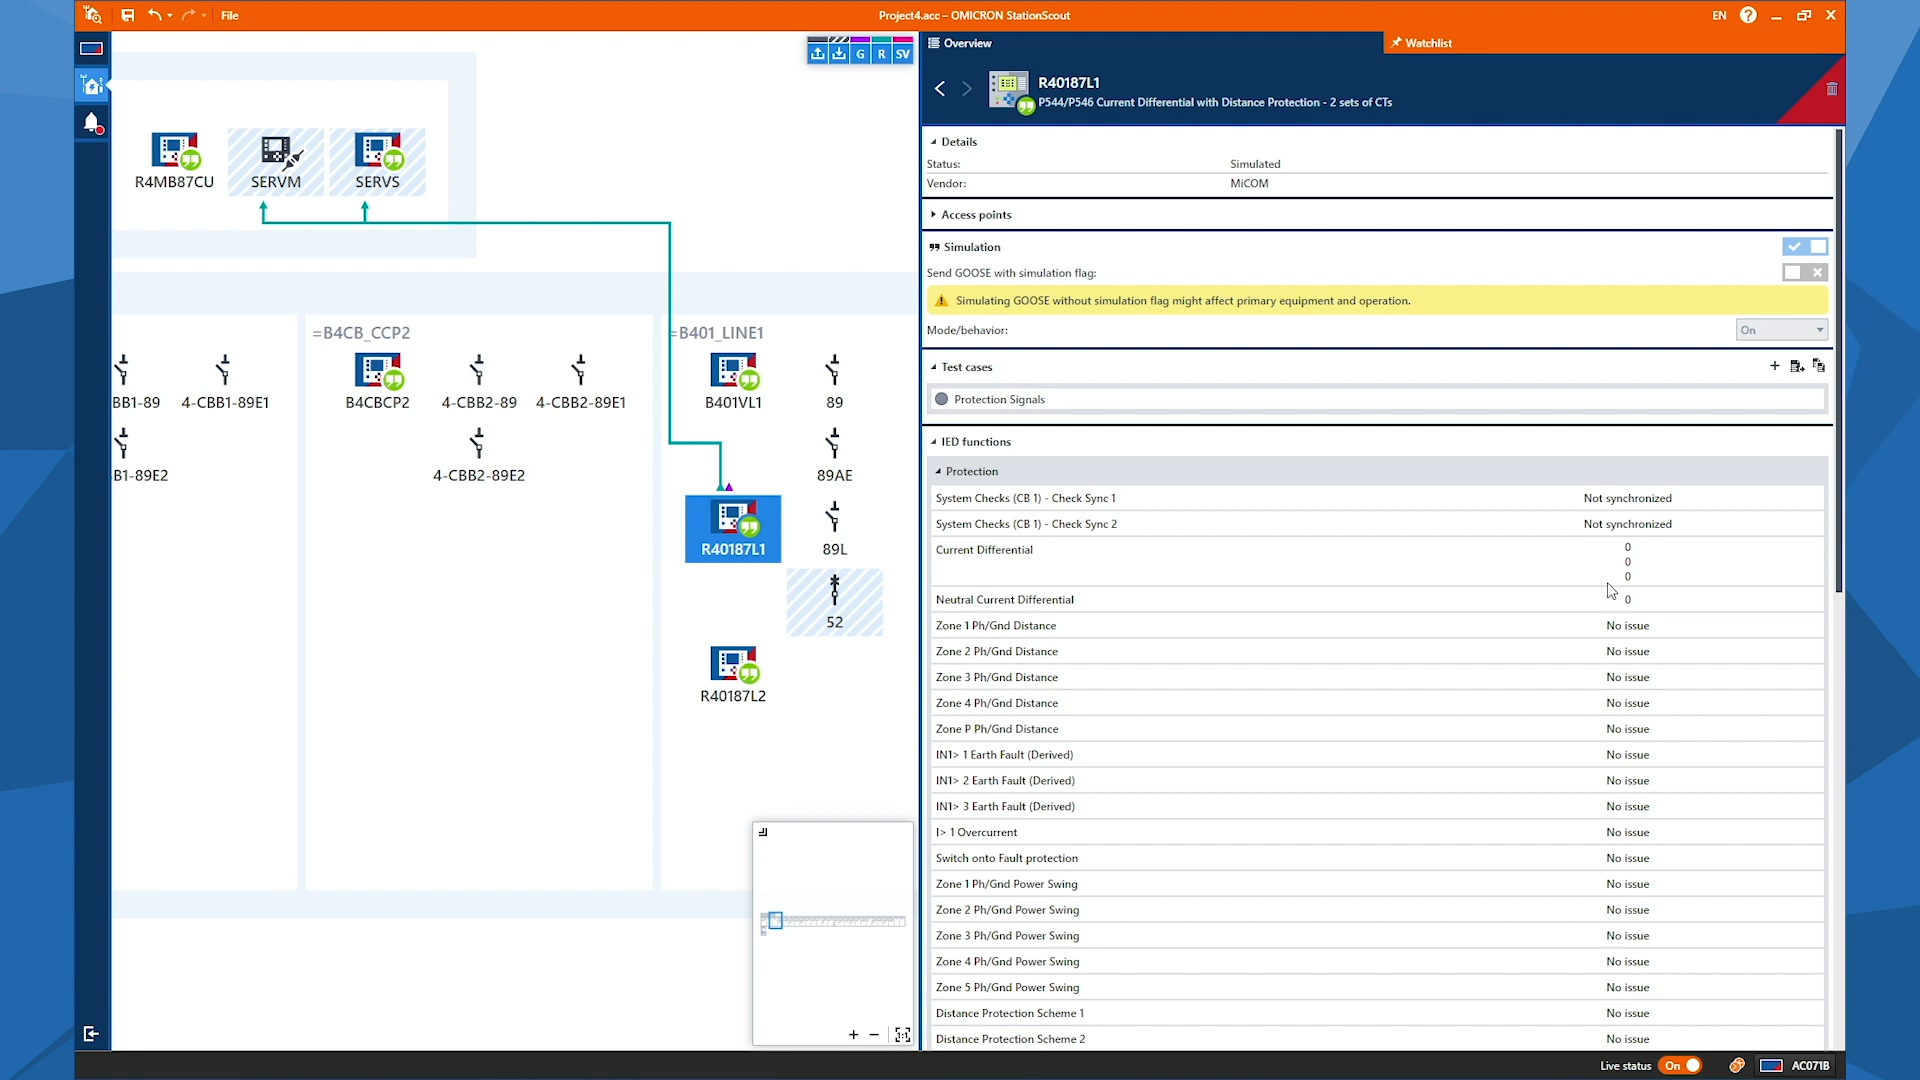 File
Project4.acc – OMICRON StationScout
EN
G R SV
Overview
Watchlist
R40187L1
P544/P546 Current Differential with Distance Protection - 2 sets of CTs
R4MB87CU
SERVM
SERVS
=B4CB_CCP2
=B401_LINE1
BB1-89
4-CBB1-89E1
B4CBCP2
4-CBB2-89
4-CBB2-89E1
B401VL1
89
B1-89E2
4-CBB2-89E2
89AE
R40187L1
89L
52
R40187L2
Details
Status: Simulated
Vendor: MiCOM
Access points
Simulation
Send GOOSE with simulation flag:
Simulating GOOSE without simulation flag might affect primary equipment and operation.
Mode/behavior: On
Test cases
Protection Signals
IED functions
Protection
System Checks (CB 1) - Check Sync 1 Not synchronized
System Checks (CB 1) - Check Sync 2 Not synchronized
Current Differential 0
0
0
Neutral Current Differential 0
Zone 1 Ph/Gnd Distance No issue
Zone 2 Ph/Gnd Distance No issue
Zone 3 Ph/Gnd Distance No issue
Zone 4 Ph/Gnd Distance No issue
Zone P Ph/Gnd Distance No issue
IN1> 1 Earth Fault (Derived) No issue
IN1> 2 Earth Fault (Derived) No issue
IN1> 3 Earth Fault (Derived) No issue
I> 1 Overcurrent No issue
Switch onto Fault protection No issue
Zone 1 Ph/Gnd Power Swing No issue
Zone 2 Ph/Gnd Power Swing No issue
Zone 3 Ph/Gnd Power Swing No issue
Zone 4 Ph/Gnd Power Swing No issue
Zone 5 Ph/Gnd Power Swing No issue
Distance Protection Scheme 1 No issue
Distance Protection Scheme 2 No issue
Live status On
AC071B